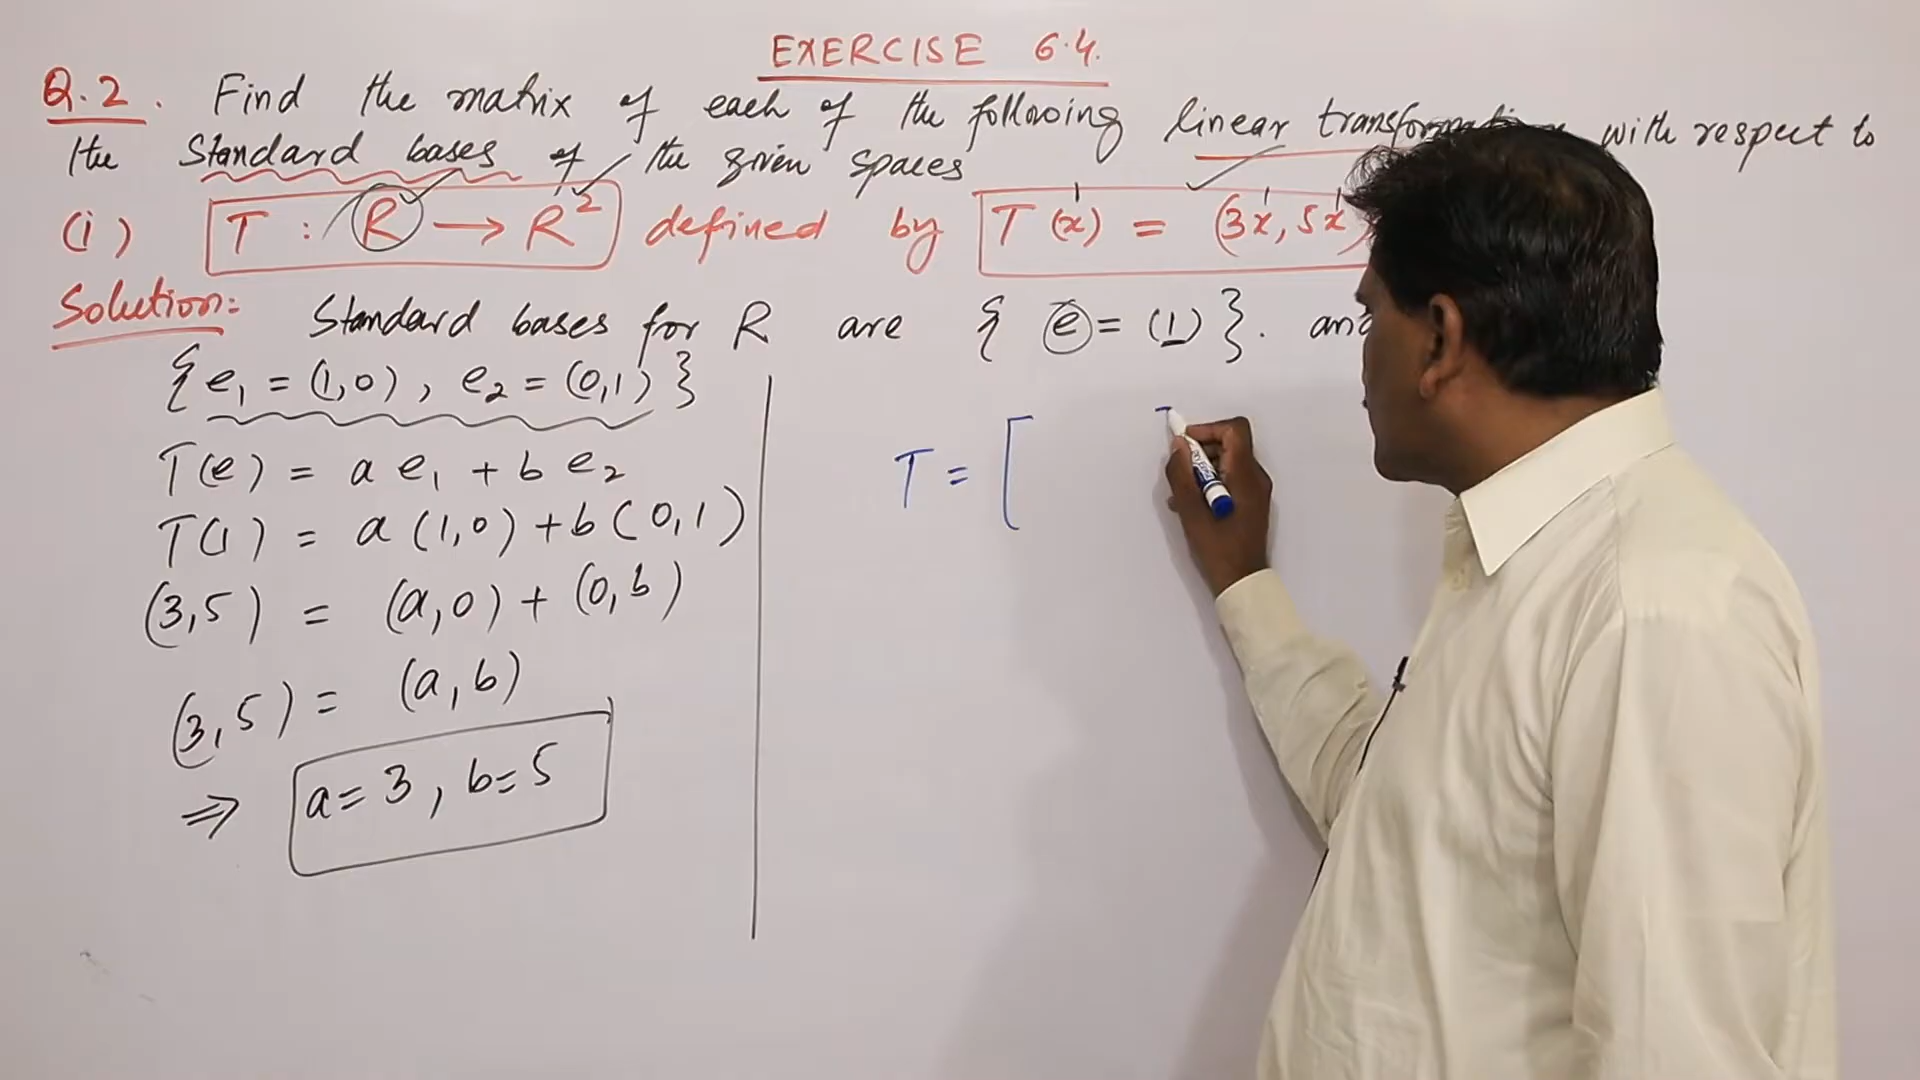 EXERCISE 6.4.
Q.2. Find the matrix of each of the following linear transformations with respect to
the standard bases of the given spaces
(i) T : R → R² defined by T(x) = (3x, 5x)
Solution:- Standard bases for R are { e = (1) }. and
{ e₁ = (1,0), e₂ = (0,1) }
T(e) = a e₁ + b e₂
T(1) = a (1,0) + b (0,1)
(3,5) = (a,0) + (0,b)
(3,5) = (a,b)
⇒ a = 3, b = 5
T = [